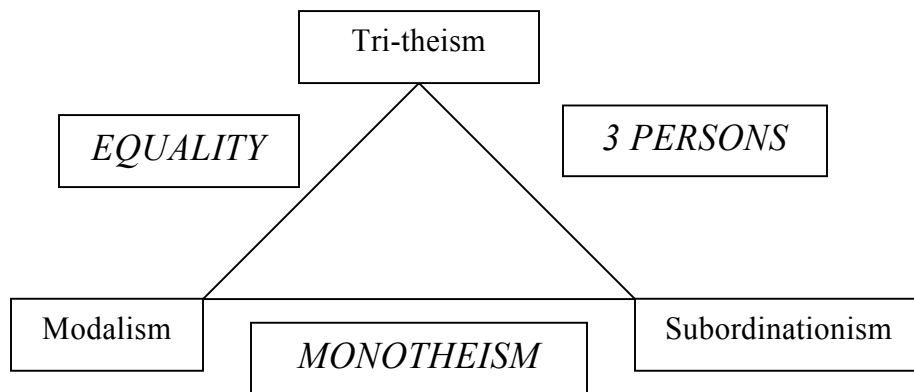 Tri-theism
EQUALITY
3 PERSONS
Modalism
MONOTHEISM
Subordinationism